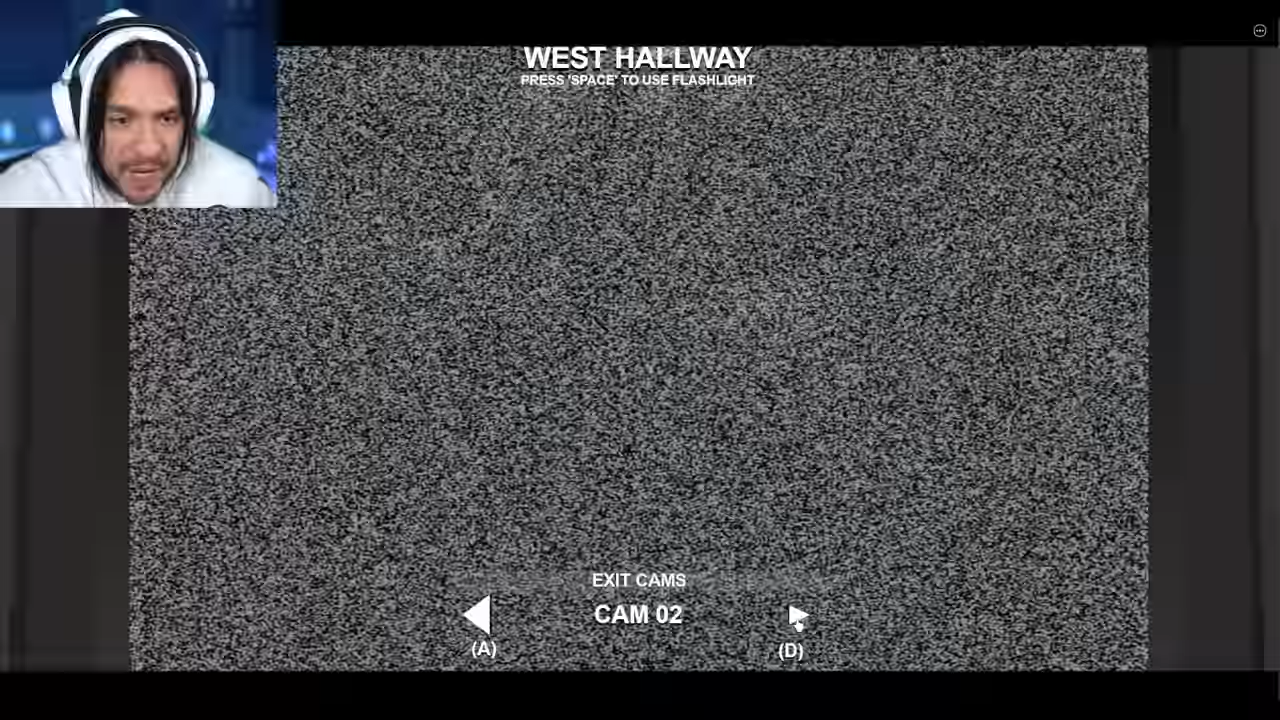 WEST HALLWAY
PRESS 'SPACE' TO USE FLASHLIGHT
EXIT CAMS
CAM 02
(A)
(D)